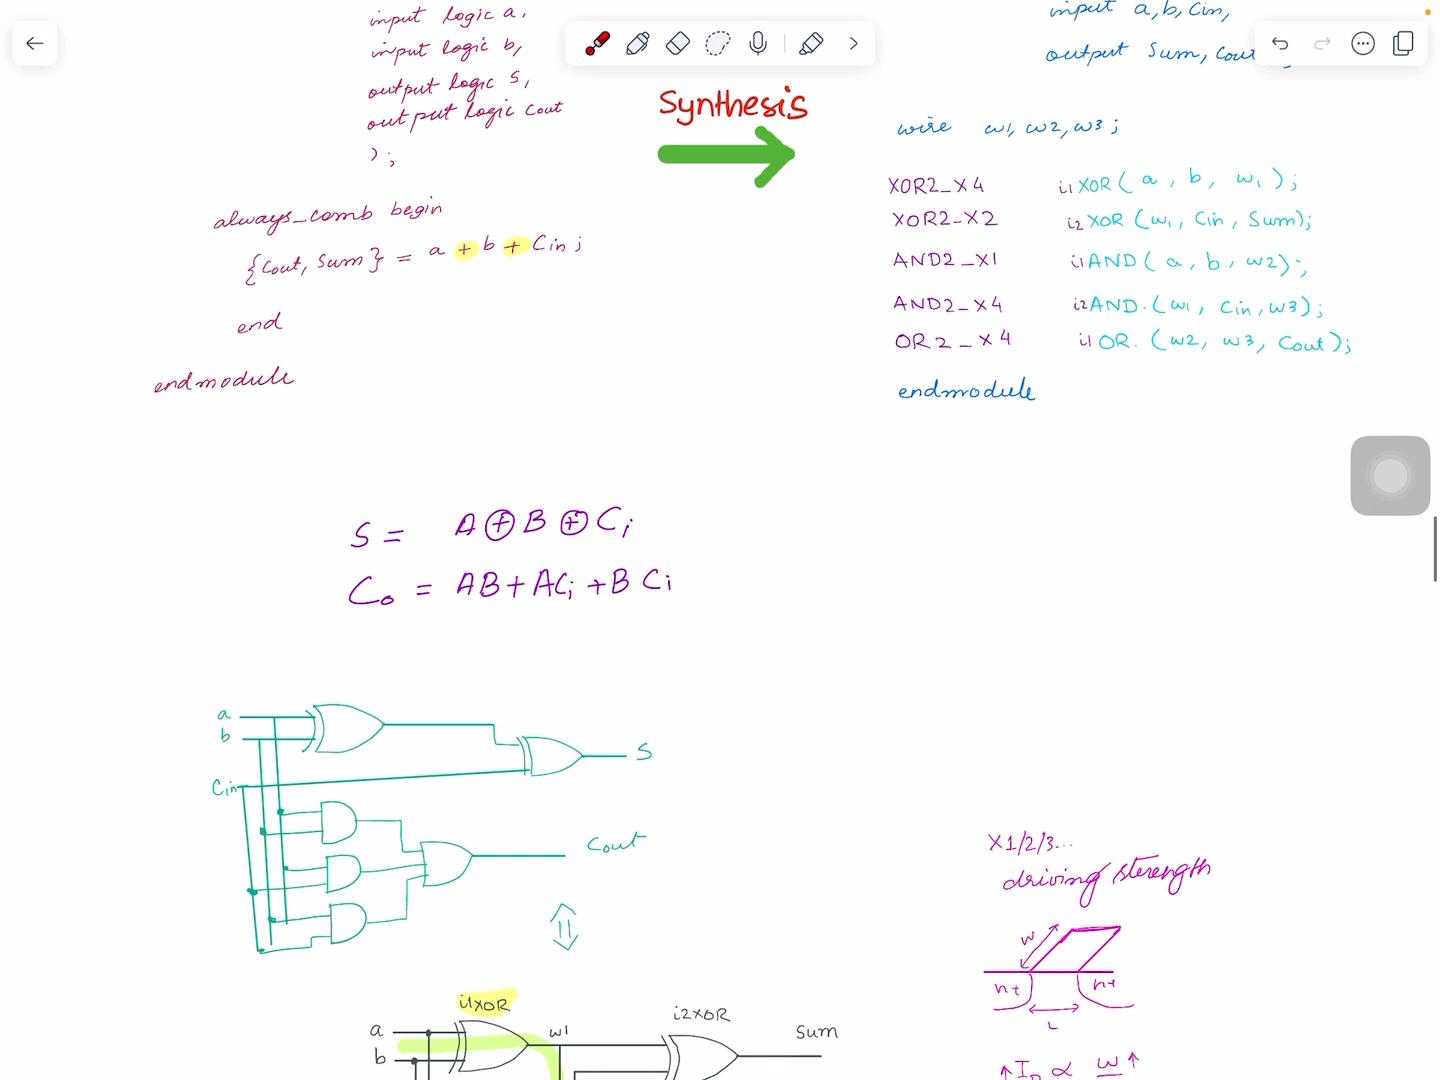 input logic a,
input logic b,
output logic s,
output logic cout
);
always_comb begin
{Cout, Sum} = a + b + Cin;
end
endmodule
Synthesis
input a, b, Cin,
output Sum, Cout
wire w1, w2, w3;
XOR2_X4 i1XOR( a, b, w1 );
XOR2-X2 i2XOR (w1, Cin, Sum);
AND2_X1 i1AND( a, b, w2);
AND2_X4 i2AND.(w1, Cin, w3);
OR2_X4 i1OR. (w2, w3, Cout);
endmodule
S = A ⊕ B ⊕ Ci
Co = AB + ACi + B Ci
a
b
Cin
S
Cout
X1/2/3...
driving strength
W
n+ n+
L
↑ID ∝ W↑
i1XOR
i2XOR
a
b
w1
Sum